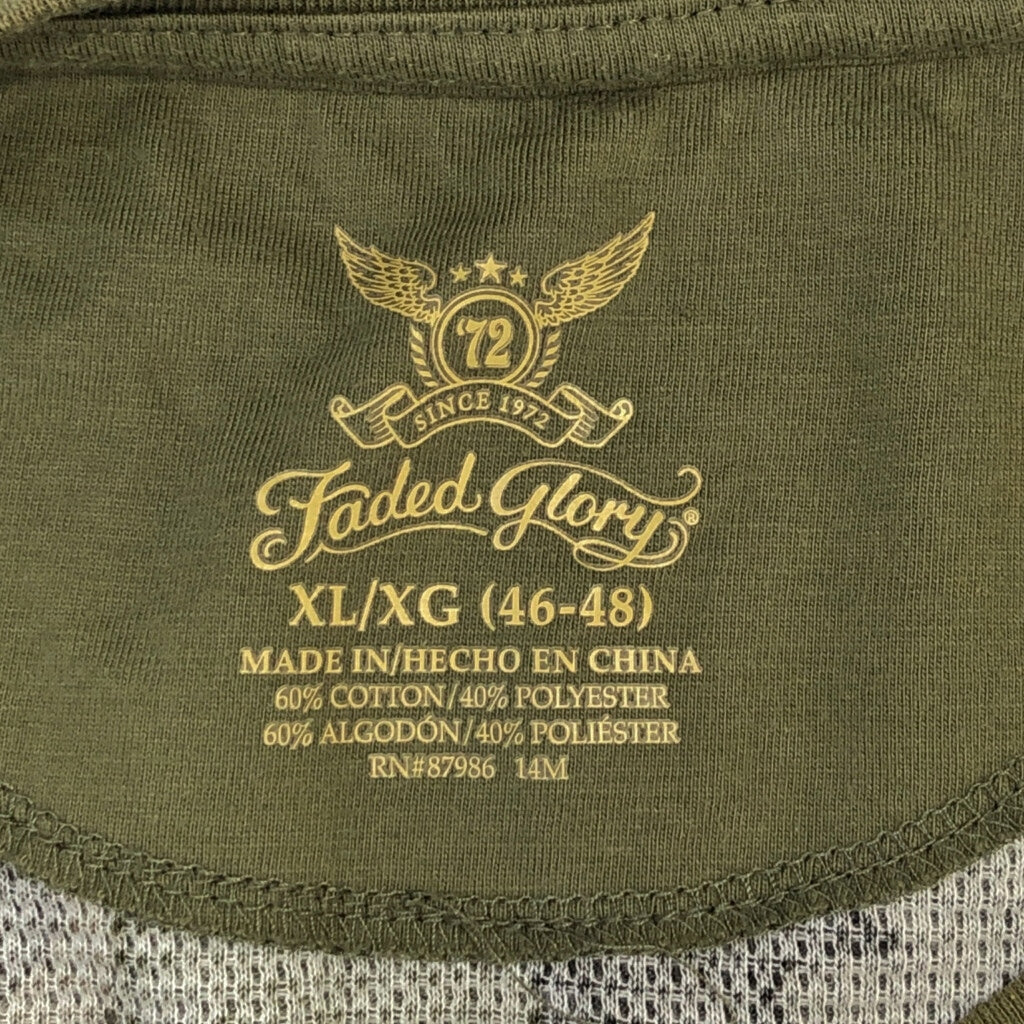 '72
SINCE 1972
Faded Glory®
XL/XG (46-48)
MADE IN/HECHO EN CHINA
60% COTTON/40% POLYESTER
60% ALGODÓN/40% POLIÉSTER
RN#87986 14M